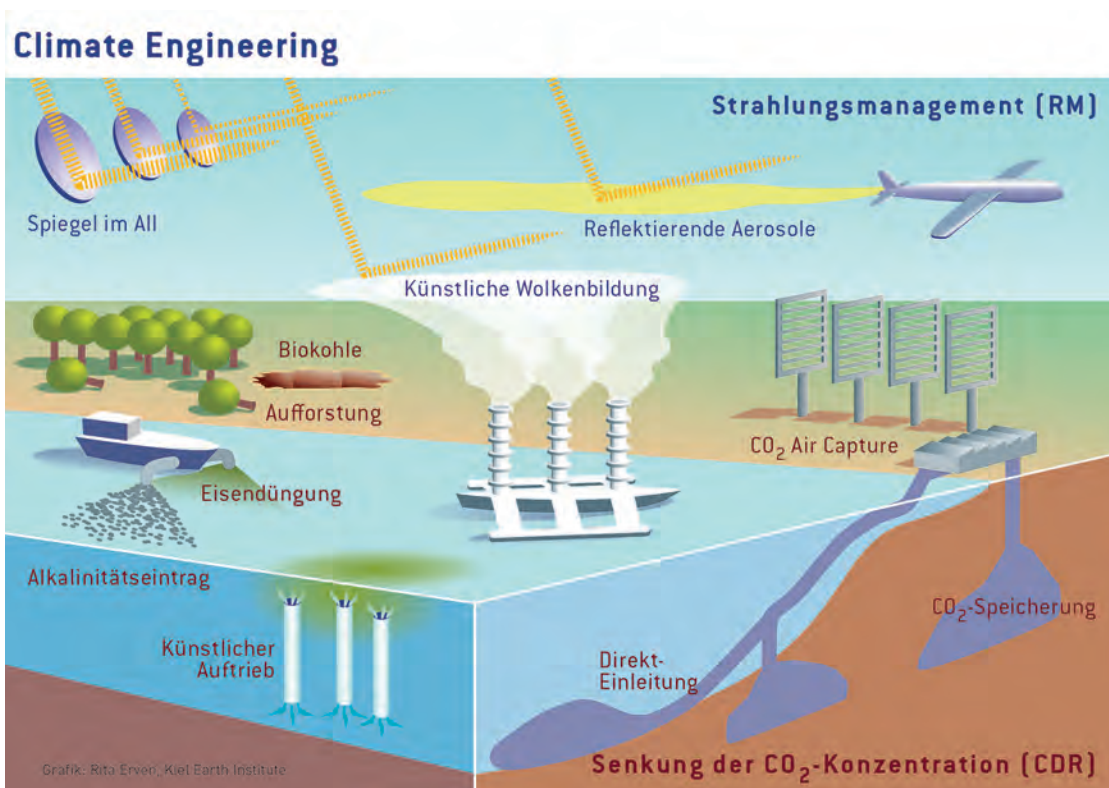 Climate Engineering
Strahlungsmanagement (RM)
Spiegel im All
Reflektierende Aerosole
Künstliche Wolkenbildung
Biokohle
Aufforstung
CO₂ Air Capture
Eisendüngung
Alkalinitätseintrag
CO₂-Speicherung
Künstlicher
Auftrieb
Direkt-
Einleitung
Senkung der CO₂-Konzentration (CDR)
Grafik: Rita Erven, Kiel Earth Institute